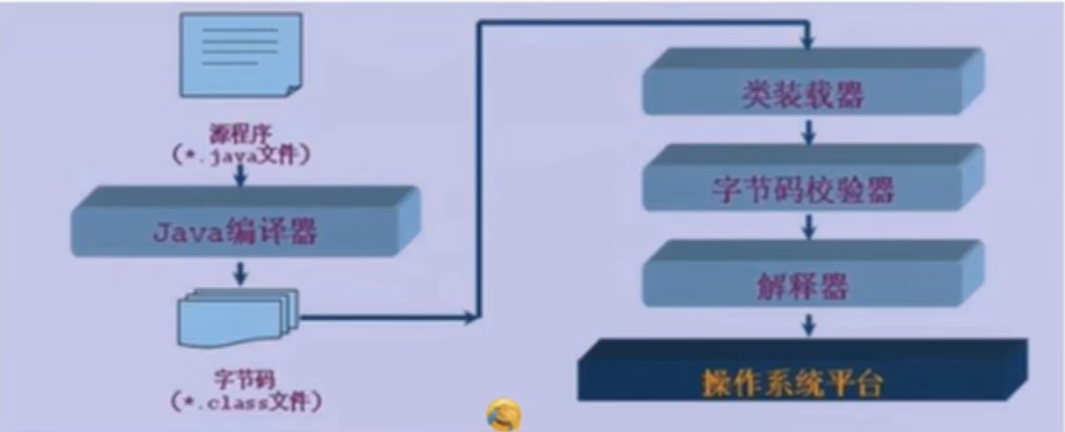 源程序
(*.java文件)
Java编译器
字节码
(*.class文件)
类装载器
字节码校验器
解释器
操作系统平台